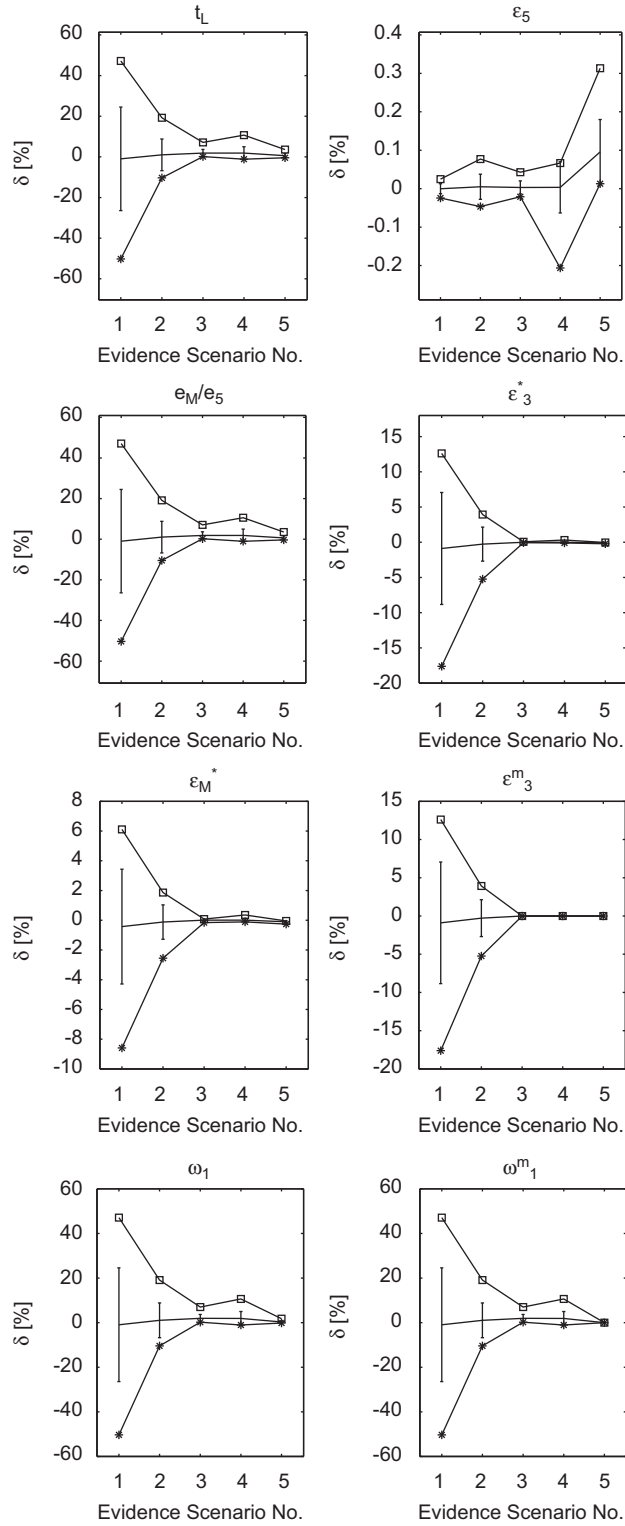 t_L
δ [%]
60
40
20
0
-20
-40
-60
1 2 3 4 5
Evidence Scenario No.
ε_5
δ [%]
0.4
0.3
0.2
0.1
0
-0.1
-0.2
1 2 3 4 5
Evidence Scenario No.
e_M/e_5
δ [%]
60
40
20
0
-20
-40
-60
1 2 3 4 5
Evidence Scenario No.
ε^*_3
δ [%]
15
10
5
0
-5
-10
-15
-20
1 2 3 4 5
Evidence Scenario No.
ε_M^*
δ [%]
8
6
4
2
0
-2
-4
-6
-8
-10
1 2 3 4 5
Evidence Scenario No.
ε^m_3
δ [%]
15
10
5
0
-5
-10
-15
-20
1 2 3 4 5
Evidence Scenario No.
ω_1
δ [%]
60
40
20
0
-20
-40
-60
1 2 3 4 5
Evidence Scenario No.
ω^m_1
δ [%]
60
40
20
0
-20
-40
-60
1 2 3 4 5
Evidence Scenario No.